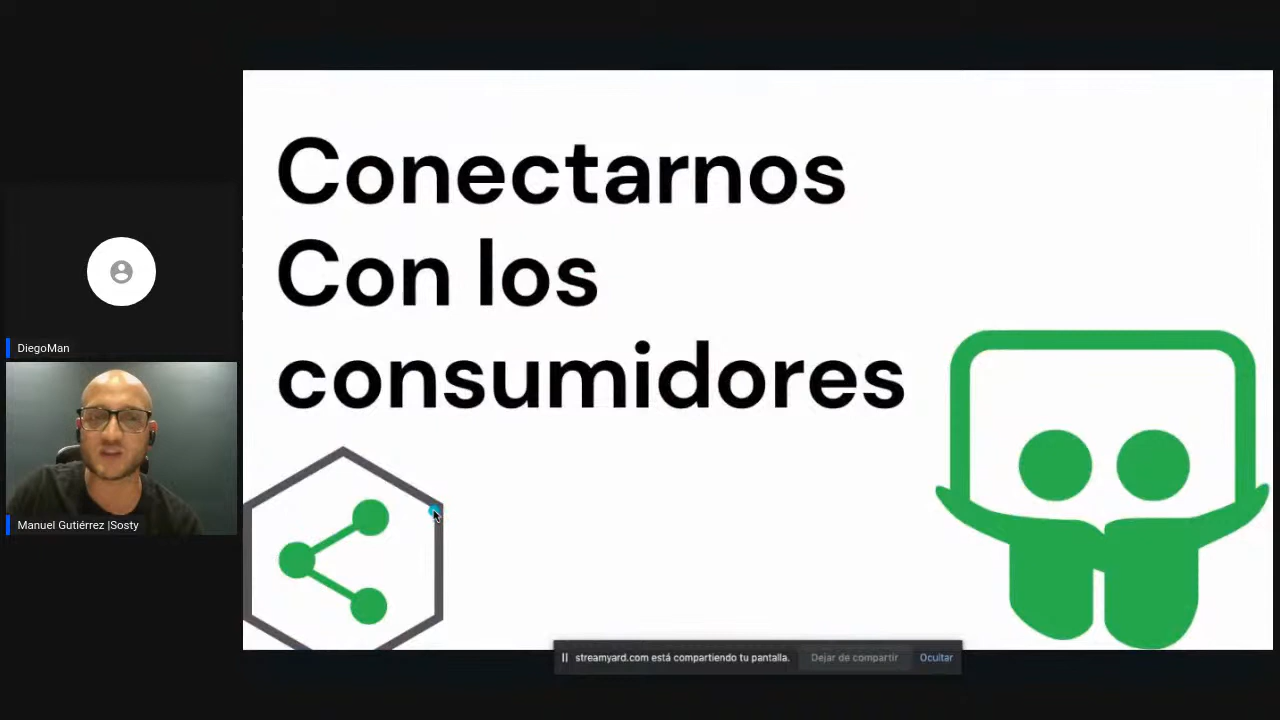 Conectarnos
Con los
consumidores
DiegoMan
Manuel Gutiérrez |Sosty
streamyard.com está compartiendo tu pantalla. Dejar de compartir Ocultar